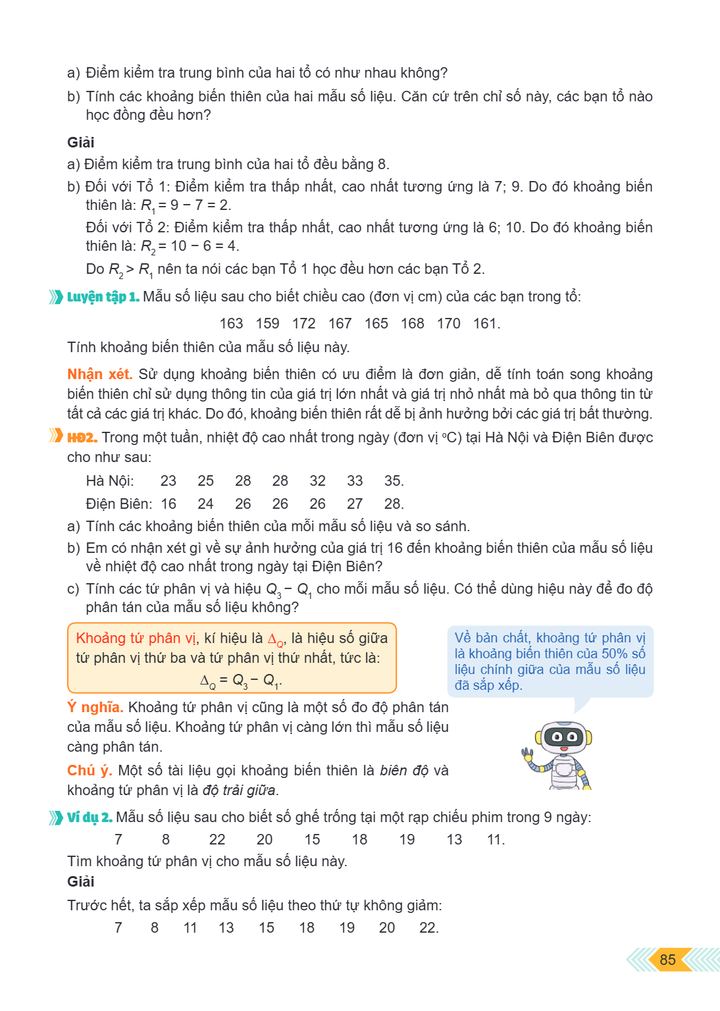 a) Điểm kiểm tra trung bình của hai tổ có như nhau không?
b) Tính các khoảng biến thiên của hai mẫu số liệu. Căn cứ trên chỉ số này, các bạn tổ nào
học đồng đều hơn?
Giải
a) Điểm kiểm tra trung bình của hai tổ đều bằng 8.
b) Đối với Tổ 1: Điểm kiểm tra thấp nhất, cao nhất tương ứng là 7; 9. Do đó khoảng biến
thiên là: R₁ = 9 − 7 = 2.
Đối với Tổ 2: Điểm kiểm tra thấp nhất, cao nhất tương ứng là 6; 10. Do đó khoảng biến
thiên là: R₂ = 10 − 6 = 4.
Do R₂ > R₁ nên ta nói các bạn Tổ 1 học đều hơn các bạn Tổ 2.
Luyện tập 1. Mẫu số liệu sau cho biết chiều cao (đơn vị cm) của các bạn trong tổ:
163 159 172 167 165 168 170 161.
Tính khoảng biến thiên của mẫu số liệu này.
Nhận xét. Sử dụng khoảng biến thiên có ưu điểm là đơn giản, dễ tính toán song khoảng
biến thiên chỉ sử dụng thông tin của giá trị lớn nhất và giá trị nhỏ nhất mà bỏ qua thông tin từ
tất cả các giá trị khác. Do đó, khoảng biến thiên rất dễ bị ảnh hưởng bởi các giá trị bất thường.
HĐ2. Trong một tuần, nhiệt độ cao nhất trong ngày (đơn vị ºC) tại Hà Nội và Điện Biên được
cho như sau:
Hà Nội: 23 25 28 28 32 33 35.
Điện Biên: 16 24 26 26 26 27 28.
a) Tính các khoảng biến thiên của mỗi mẫu số liệu và so sánh.
b) Em có nhận xét gì về sự ảnh hưởng của giá trị 16 đến khoảng biến thiên của mẫu số liệu
về nhiệt độ cao nhất trong ngày tại Điện Biên?
c) Tính các tứ phân vị và hiệu Q₃ − Q₁ cho mỗi mẫu số liệu. Có thể dùng hiệu này để đo độ
phân tán của mẫu số liệu không?
Khoảng tứ phân vị, kí hiệu là Δ_Q, là hiệu số giữa
tứ phân vị thứ ba và tứ phân vị thứ nhất, tức là:
Δ_Q = Q₃ − Q₁.
Về bản chất, khoảng tứ phân vị
là khoảng biến thiên của 50% số
liệu chính giữa của mẫu số liệu
đã sắp xếp.
Ý nghĩa. Khoảng tứ phân vị cũng là một số đo độ phân tán
của mẫu số liệu. Khoảng tứ phân vị càng lớn thì mẫu số liệu
càng phân tán.
Chú ý. Một số tài liệu gọi khoảng biến thiên là biên độ và
khoảng tứ phân vị là độ trải giữa.
Ví dụ 2. Mẫu số liệu sau cho biết số ghế trống tại một rạp chiếu phim trong 9 ngày:
7 8 22 20 15 18 19 13 11.
Tìm khoảng tứ phân vị cho mẫu số liệu này.
Giải
Trước hết, ta sắp xếp mẫu số liệu theo thứ tự không giảm:
7 8 11 13 15 18 19 20 22.
85